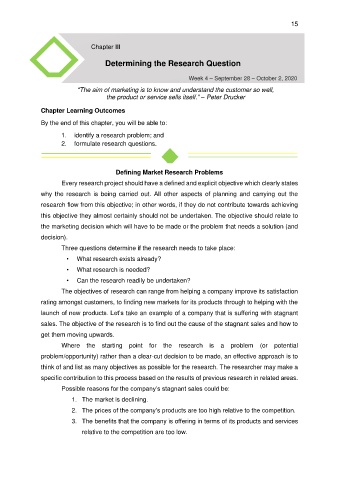 15
Chapter III
Determining the Research Question
Week 4 – September 28 – October 2, 2020
"The aim of marketing is to know and understand the customer so well,
the product or service sells itself." – Peter Drucker
Chapter Learning Outcomes
By the end of this chapter, you will be able to:
1. identify a research problem; and
2. formulate research questions.
Defining Market Research Problems
Every research project should have a defined and explicit objective which clearly states
why the research is being carried out. All other aspects of planning and carrying out the
research flow from this objective; in other words, if they do not contribute towards achieving
this objective they almost certainly should not be undertaken. The objective should relate to
the marketing decision which will have to be made or the problem that needs a solution (and
decision).
Three questions determine if the research needs to take place:
• What research exists already?
• What research is needed?
• Can the research readily be undertaken?
The objectives of research can range from helping a company improve its satisfaction
rating amongst customers, to finding new markets for its products through to helping with the
launch of new products. Let's take an example of a company that is suffering with stagnant
sales. The objective of the research is to find out the cause of the stagnant sales and how to
get them moving upwards.
Where the starting point for the research is a problem (or potential
problem/opportunity) rather than a clear-cut decision to be made, an effective approach is to
think of and list as many objectives as possible for the research. The researcher may make a
specific contribution to this process based on the results of previous research in related areas.
Possible reasons for the company's stagnant sales could be:
1. The market is declining.
2. The prices of the company's products are too high relative to the competition.
3. The benefits that the company is offering in terms of its products and services
relative to the competition are too low.